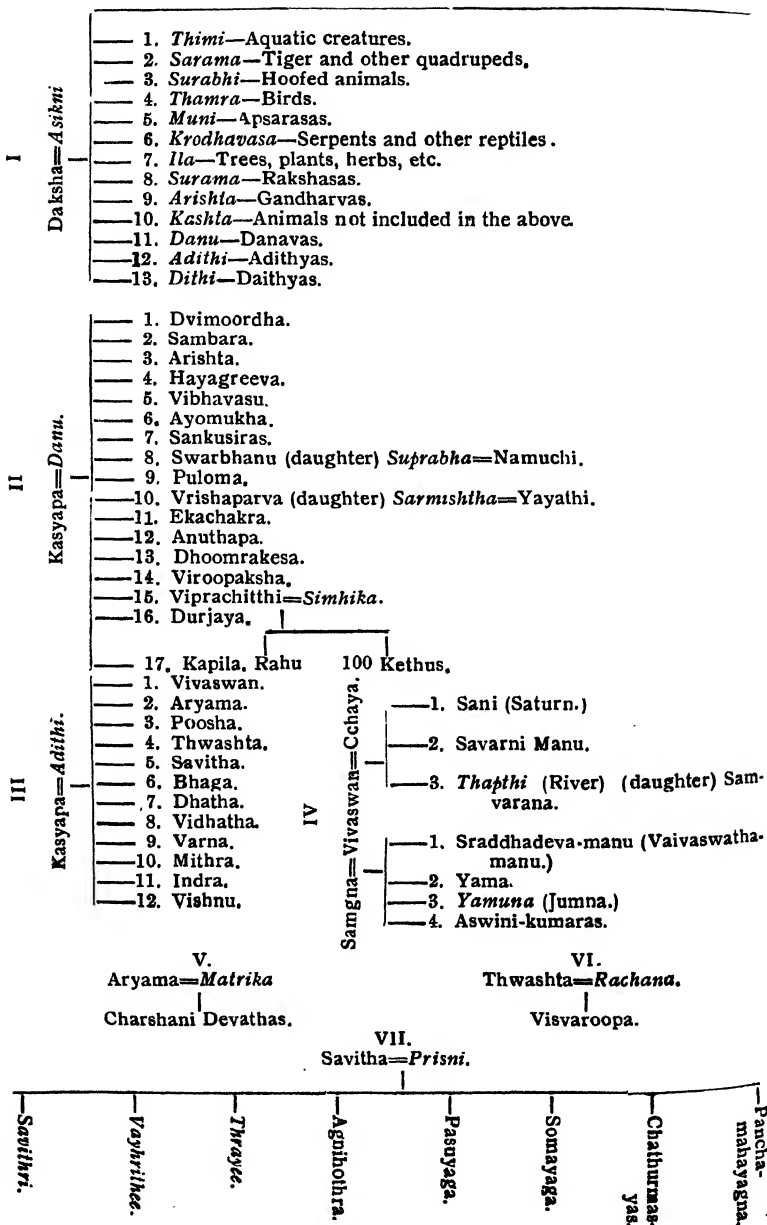 I
Daksha=Asikni
1. Thimi—Aquatic creatures.
2. Sarama—Tiger and other quadrupeds.
3. Surabhi—Hoofed animals.
4. Thamra—Birds.
5. Muni—Apsarasas.
6. Krodhavasa—Serpents and other reptiles.
7. Ila—Trees, plants, herbs, etc.
8. Surama—Rakshasas.
9. Arishta—Gandharvas.
10. Kashta—Animals not included in the above.
11. Danu—Danavas.
12. Adithi—Adithyas.
13. Dithi—Daithyas.
II
Kasyapa=Danu.
1. Dvimoordha.
2. Sambara.
3. Arishta.
4. Hayagreeva.
5. Vibhavasu.
6. Ayomukha.
7. Sankusiras.
8. Swarbhanu (daughter) Suprabha=Namuchi.
9. Puloma.
10. Vrishaparva (daughter) Sarmishtha=Yayathi.
11. Ekachakra.
12. Anuthapa.
13. Dhoomrakesa.
14. Viroopaksha.
15. Viprachitthi=Simhika.
16. Durjaya.
17. Kapila. Rahu 100 Kethus.
III
Kasyapa=Adithi.
1. Vivaswan.
2. Aryama.
3. Poosha.
4. Thwashta.
5. Savitha.
6. Bhaga.
7. Dhatha.
8. Vidhatha.
9. Varna.
10. Mithra.
11. Indra.
12. Vishnu.
IV
Samgna=Vivaswan=Cchaya.
1. Sani (Saturn.)
2. Savarni Manu.
3. Thapthi (River) (daughter) Sam-
varana.
1. Sraddhadeva-manu (Vaivaswatha-
manu.)
2. Yama.
3. Yamuna (Jumna.)
4. Aswini-kumaras.
V.
Aryama=Matrika
Charshani Devathas.
VI.
Thwashta=Rachana.
Visvaroopa.
VII.
Savitha=Prisni.
Savithri.
Vayhrithee.
Thrayee.
Agnihothra.
Pasuyaga.
Somayaga.
Chathurmas-
yas.
Pancha-
mahayagna.